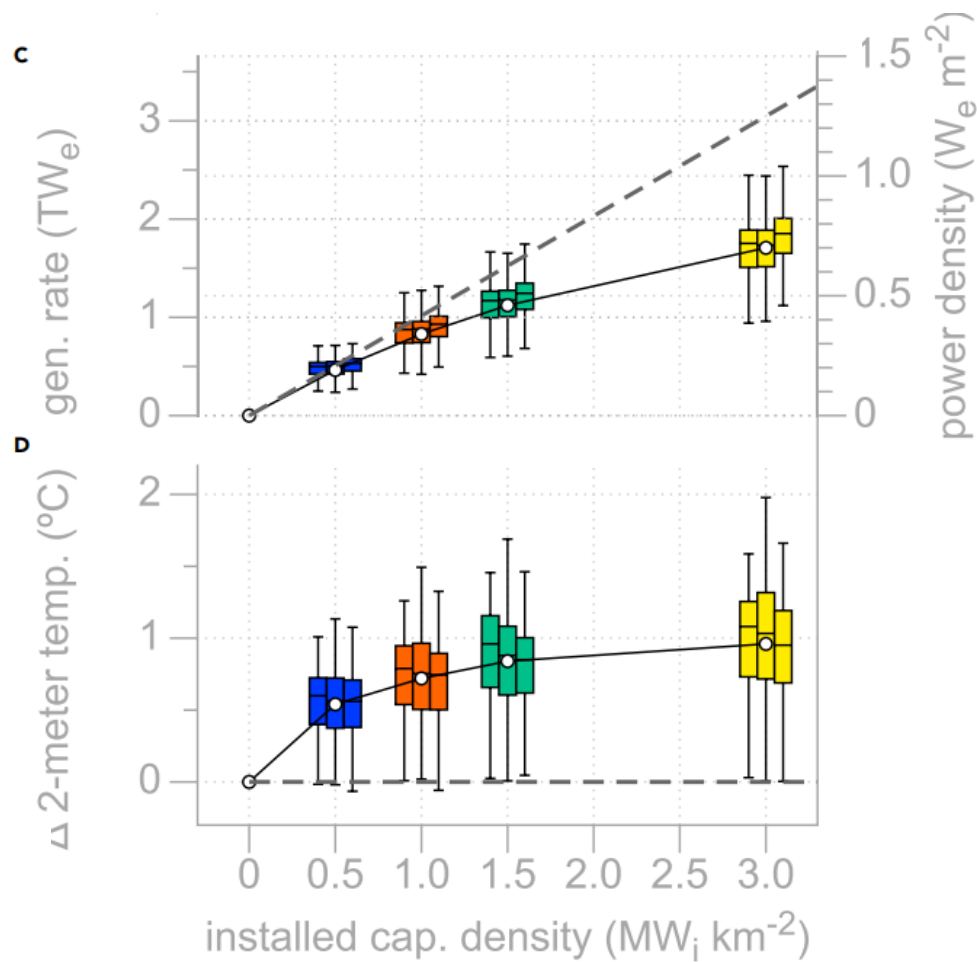 C
gen. rate (TWₑ)
3
2
1
0
1.5
1.0
0.5
0
power density (Wₑ m⁻²)
D
Δ 2-meter temp. (ºC)
2
1
0
0 0.5 1.0 1.5 2.0 2.5 3.0
installed cap. density (MWᵢ km⁻²)